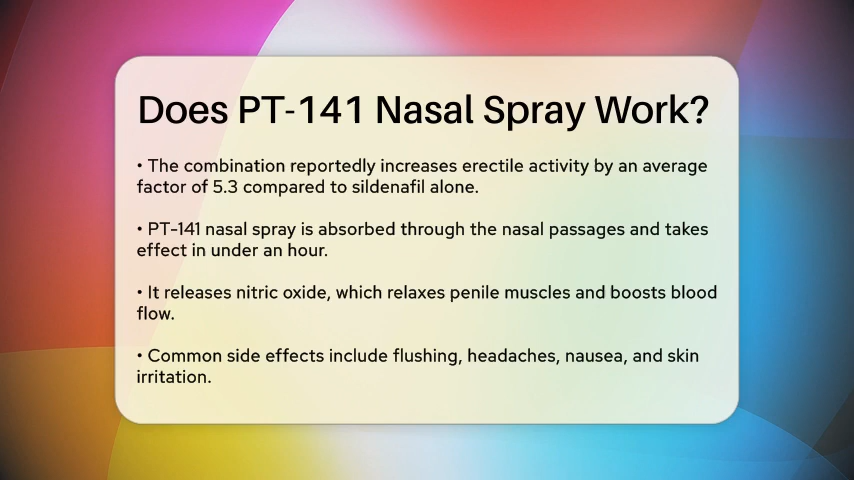 Does PT-141 Nasal Spray Work?
• The combination reportedly increases erectile activity by an average
factor of 5.3 compared to sildenafil alone.
• PT-141 nasal spray is absorbed through the nasal passages and takes
effect in under an hour.
• It releases nitric oxide, which relaxes penile muscles and boosts blood
flow.
• Common side effects include flushing, headaches, nausea, and skin
irritation.